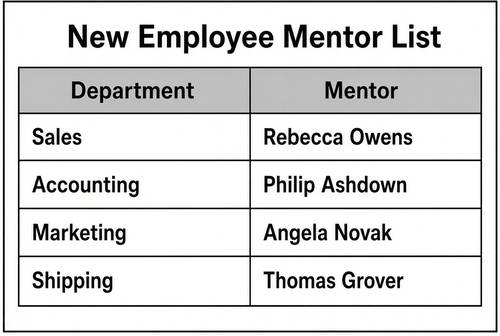 New Employee Mentor List
Department Mentor
Sales Rebecca Owens
Accounting Philip Ashdown
Marketing Angela Novak
Shipping Thomas Grover